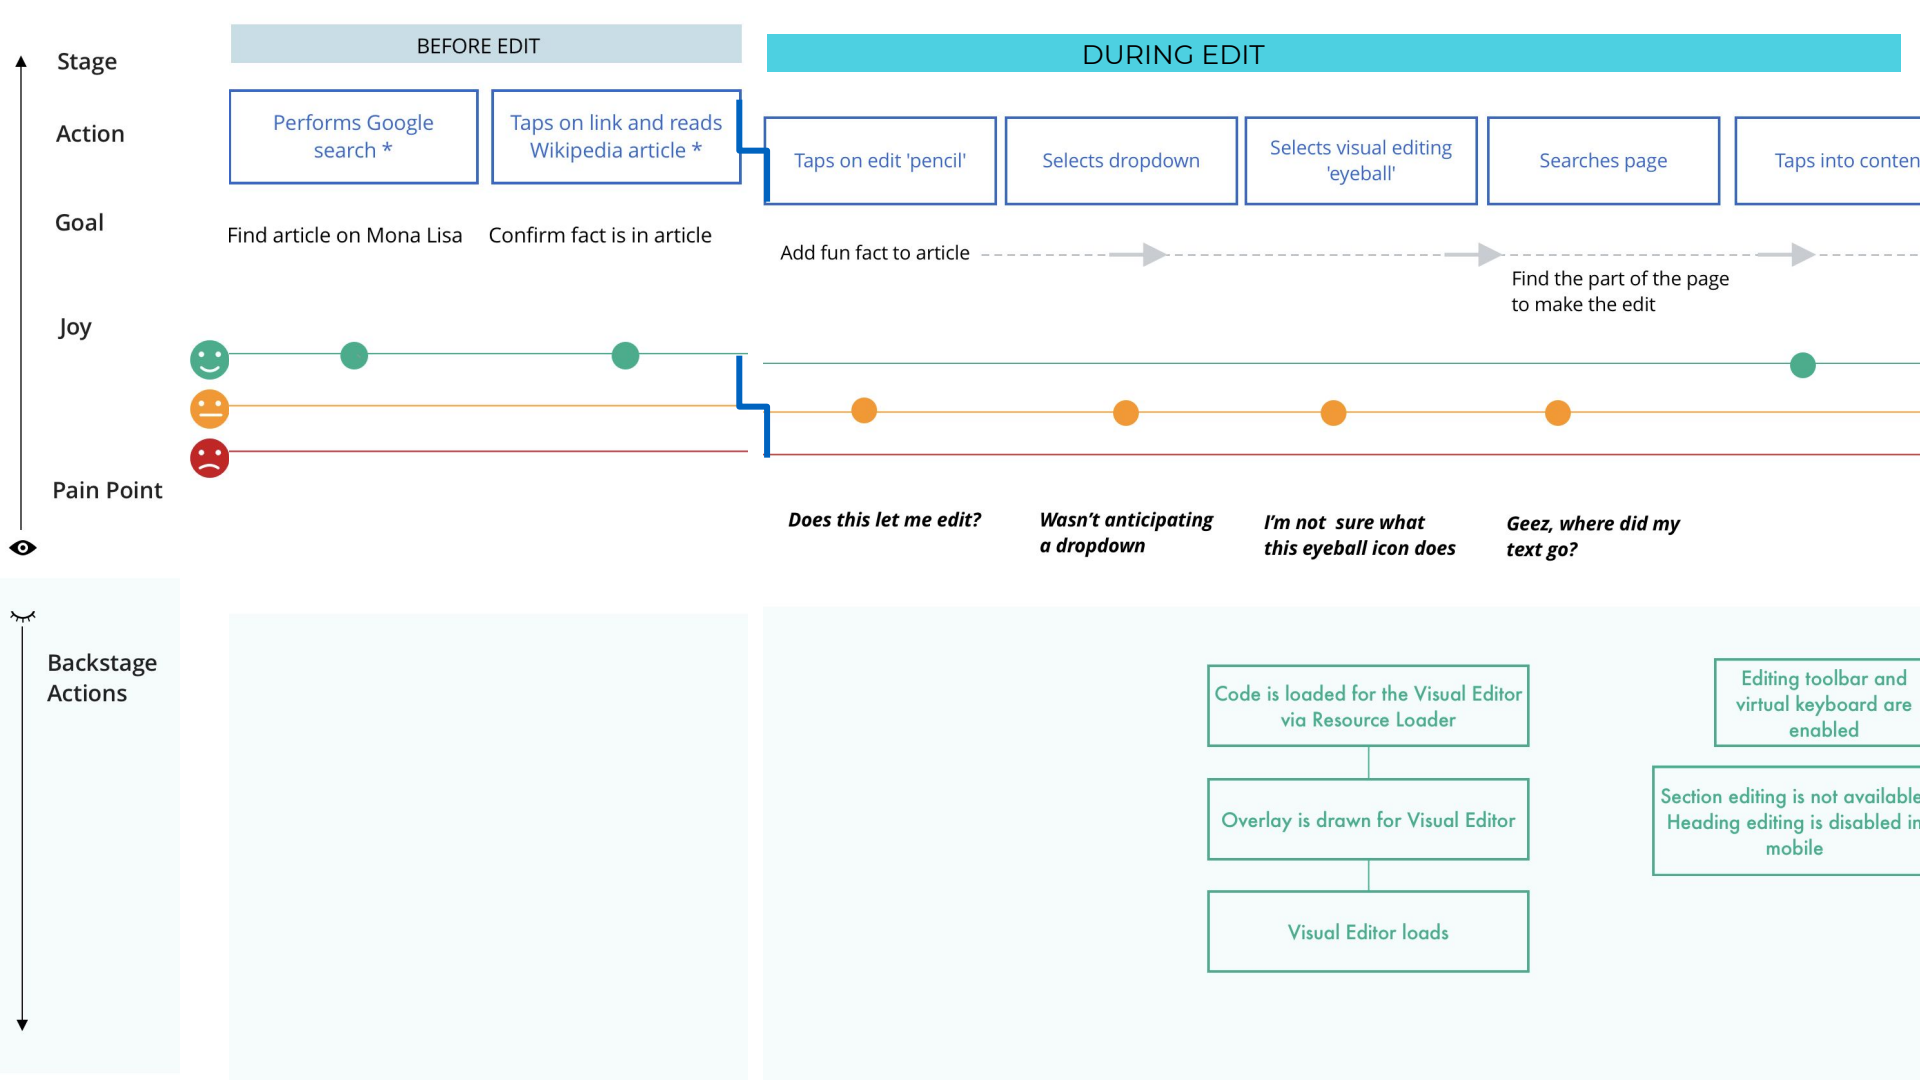 BEFORE EDIT
DURING EDIT
Stage
Action
Performs Google
search *
Taps on link and reads
Wikipedia article *
Taps on edit 'pencil'
Selects dropdown
Selects visual editing
'eyeball'
Searches page
Taps into conten
Goal
Find article on Mona Lisa
Confirm fact is in article
Add fun fact to article
Find the part of the page
to make the edit
Joy
Pain Point
Does this let me edit?
Wasn’t anticipating
a dropdown
I’m not sure what
this eyeball icon does
Geez, where did my
text go?
Backstage
Actions
Code is loaded for the Visual Editor
via Resource Loader
Overlay is drawn for Visual Editor
Visual Editor loads
Editing toolbar and
virtual keyboard are
enabled
Section editing is not available
Heading editing is disabled in
mobile